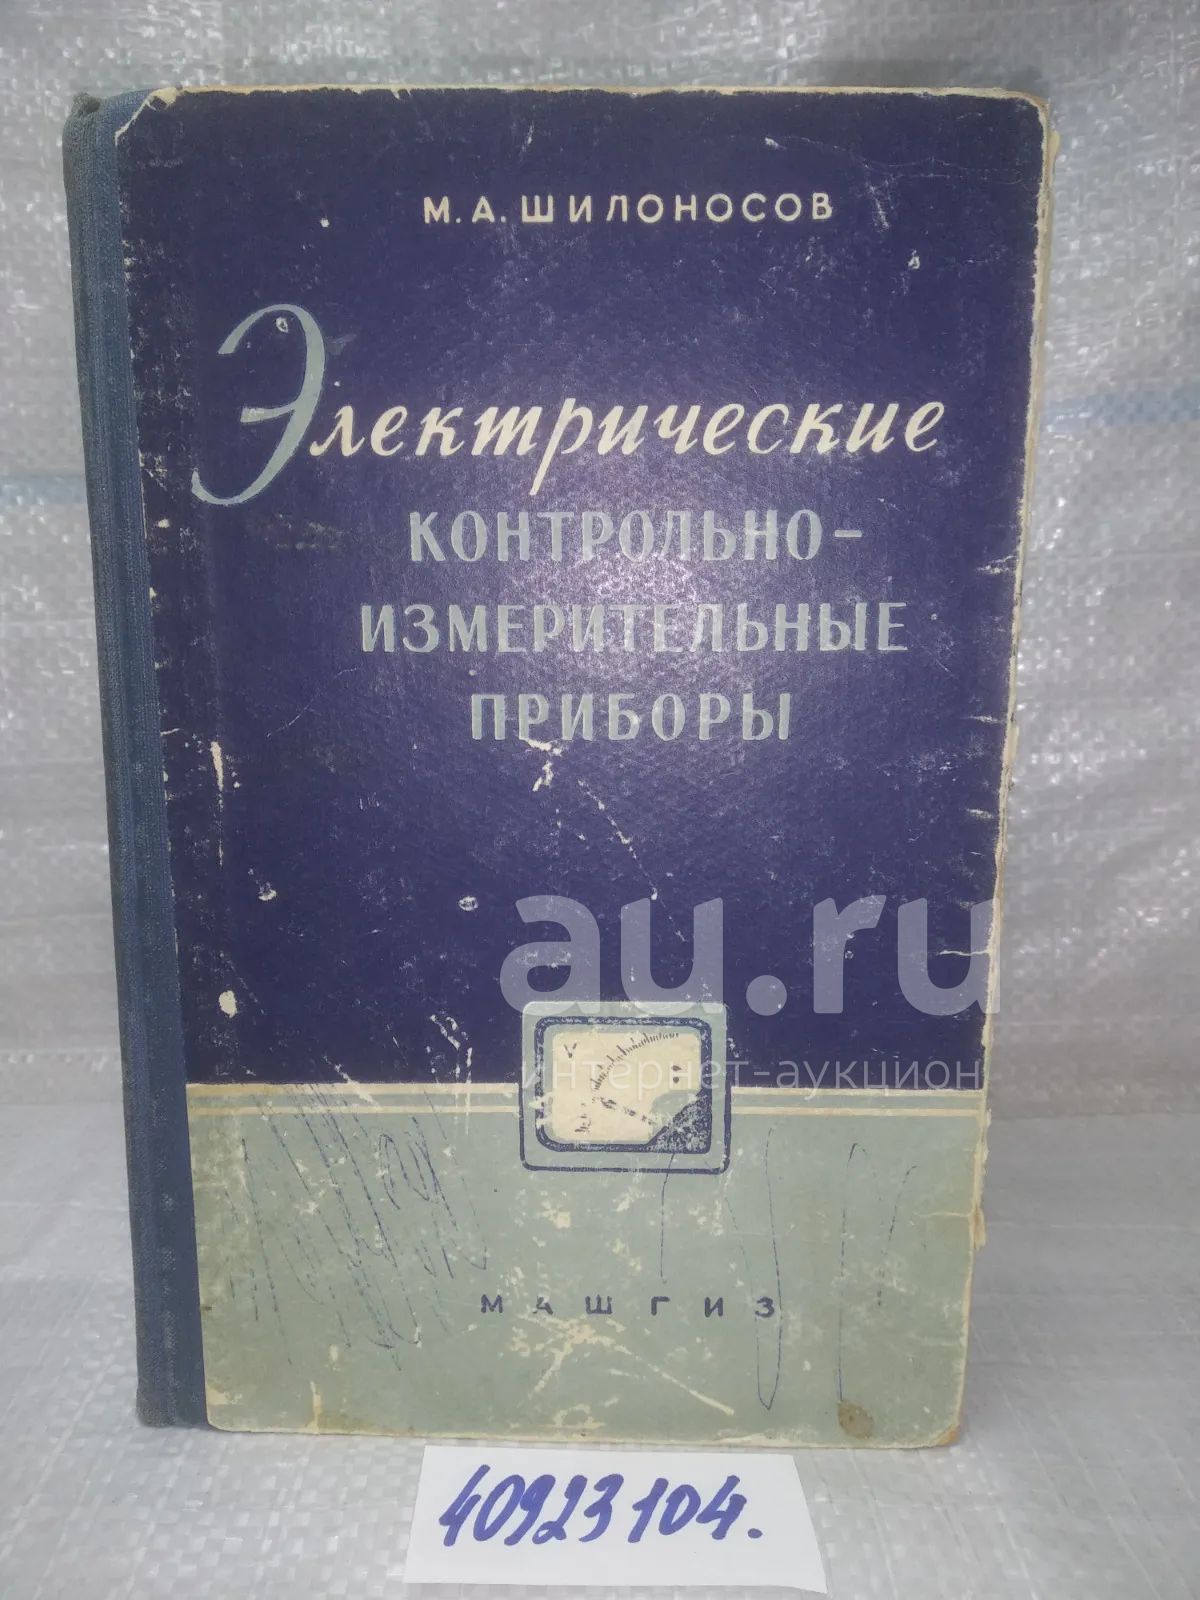 М. А. ШИЛОНОСОВ
Электрические
КОНТРОЛЬНО-
ИЗМЕРИТЕЛЬНЫЕ
ПРИБОРЫ
au.ru
интернет-аукцион
МАШГИЗ
40923104.